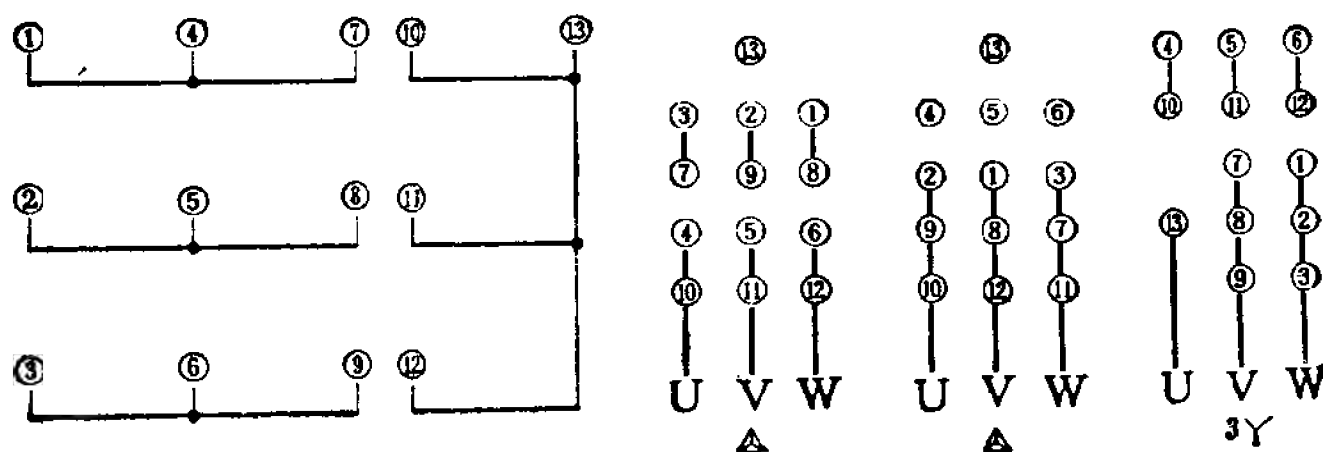 ① ④ ⑦ ⑩ ⑬
② ⑤ ⑧ ⑪
③ ⑥ ⑨ ⑫
⑬
③ ② ①
⑦ ⑨ ⑧
④ ⑤ ⑥
⑩ ⑪ ⑫
U V W
⑬
④ ⑤ ⑥
② ① ③
⑨ ⑧ ⑦
⑩ ⑫ ⑪
U V W
④ ⑤ ⑥
⑩ ⑪ ⑫
⑦ ①
⑬ ⑧ ②
⑨ ③
U V W
3Y